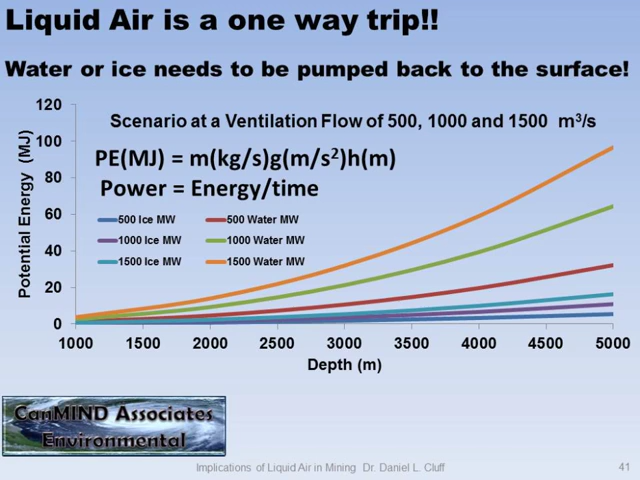 Liquid Air is a one way trip!!
Water or ice needs to be pumped back to the surface!
Scenario at a Ventilation Flow of 500, 1000 and 1500 m³/s
PE(MJ) = m(kg/s)g(m/s²)h(m)
Power = Energy/time
500 Ice MW 500 Water MW
1000 Ice MW 1000 Water MW
1500 Ice MW 1500 Water MW
Potential Energy (MJ)
120
100
80
60
40
20
0
1000 1500 2000 2500 3000 3500 4000 4500 5000
Depth (m)
CanMIND Associates
Environmental
Implications of Liquid Air in Mining Dr. Daniel L. Cluff 41